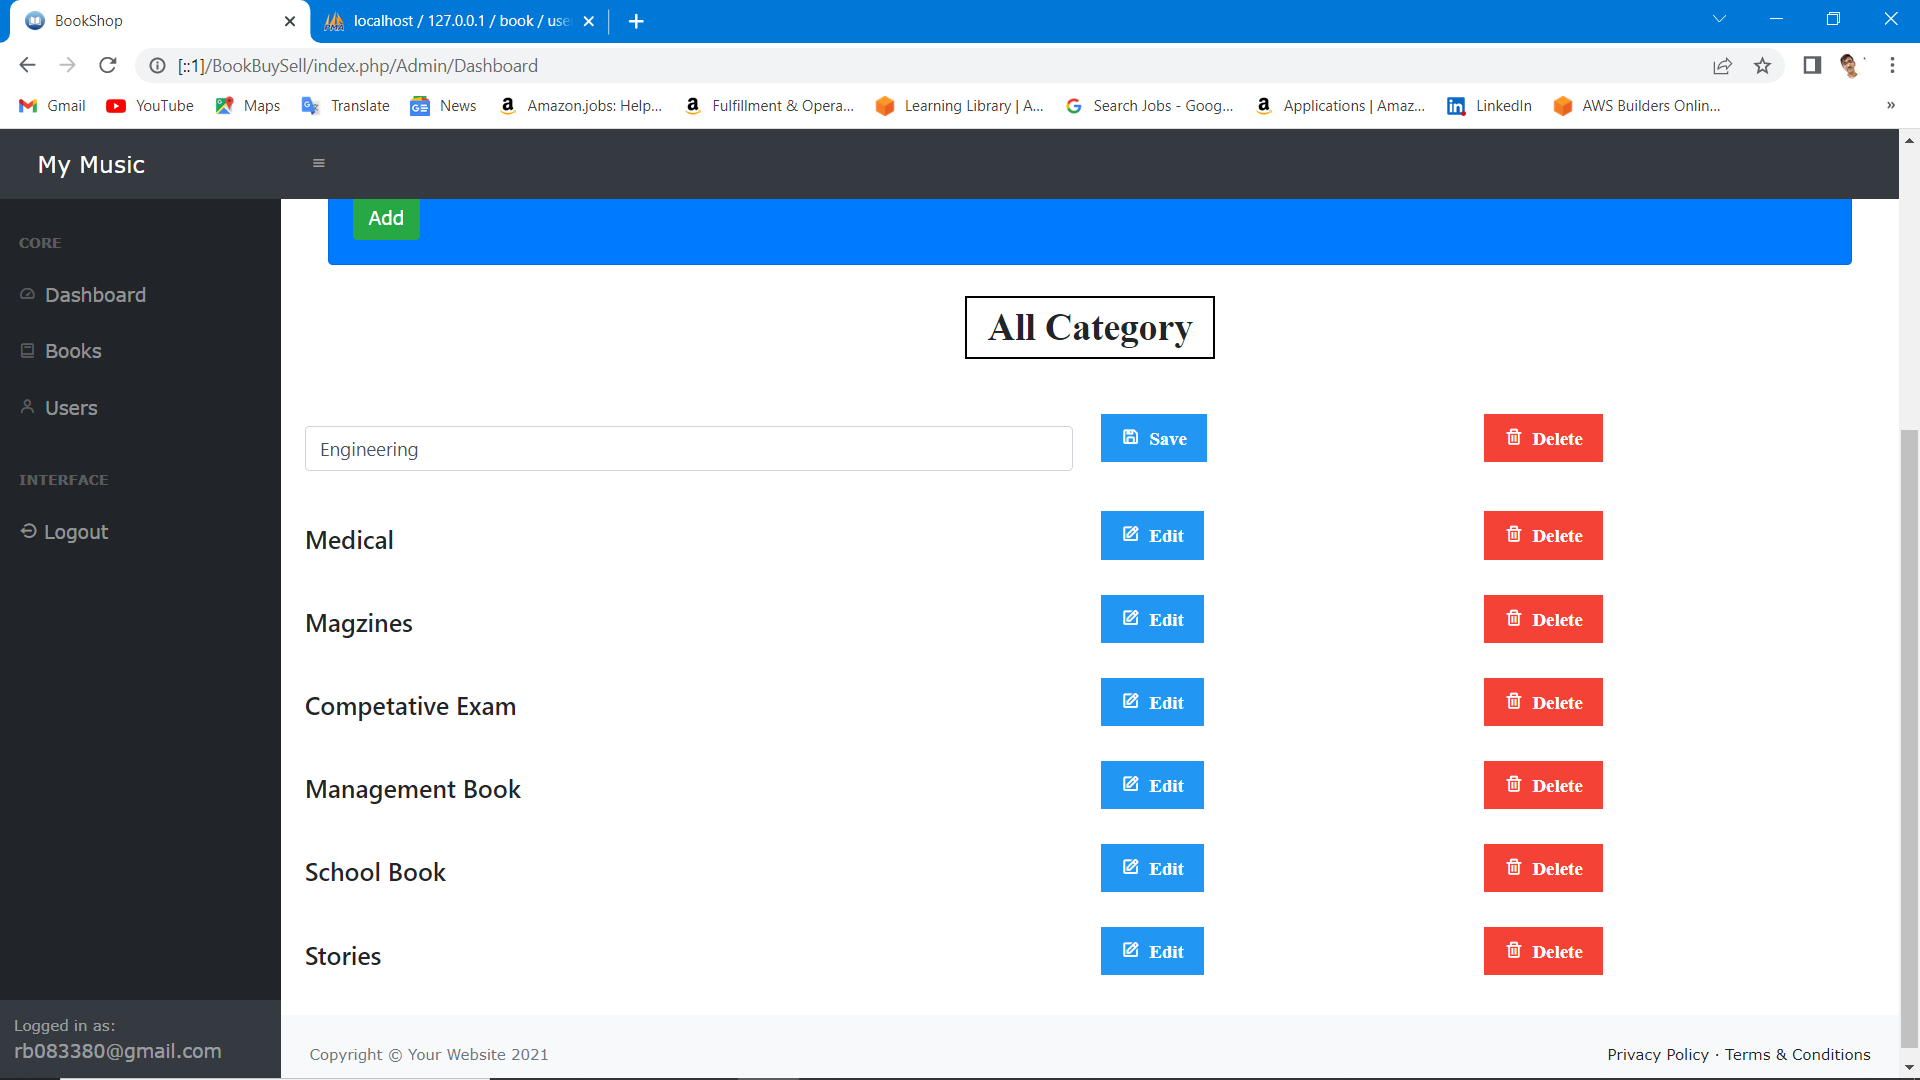 BookShop
localhost / 127.0.0.1 / book / use
[::1]/BookBuySell/index.php/Admin/Dashboard
Gmail YouTube Maps Translate News Amazon.jobs: Help... Fulfillment & Opera... Learning Library | A... Search Jobs - Goog... Applications | Amaz... LinkedIn AWS Builders Onlin... »
My Music
Add
CORE
Dashboard
Books
Users
INTERFACE
Logout
All Category
Engineering Save Delete
Medical Edit Delete
Magzines Edit Delete
Competative Exam Edit Delete
Management Book Edit Delete
School Book Edit Delete
Stories Edit Delete
Logged in as:
rb083380@gmail.com
Copyright © Your Website 2021
Privacy Policy · Terms & Conditions